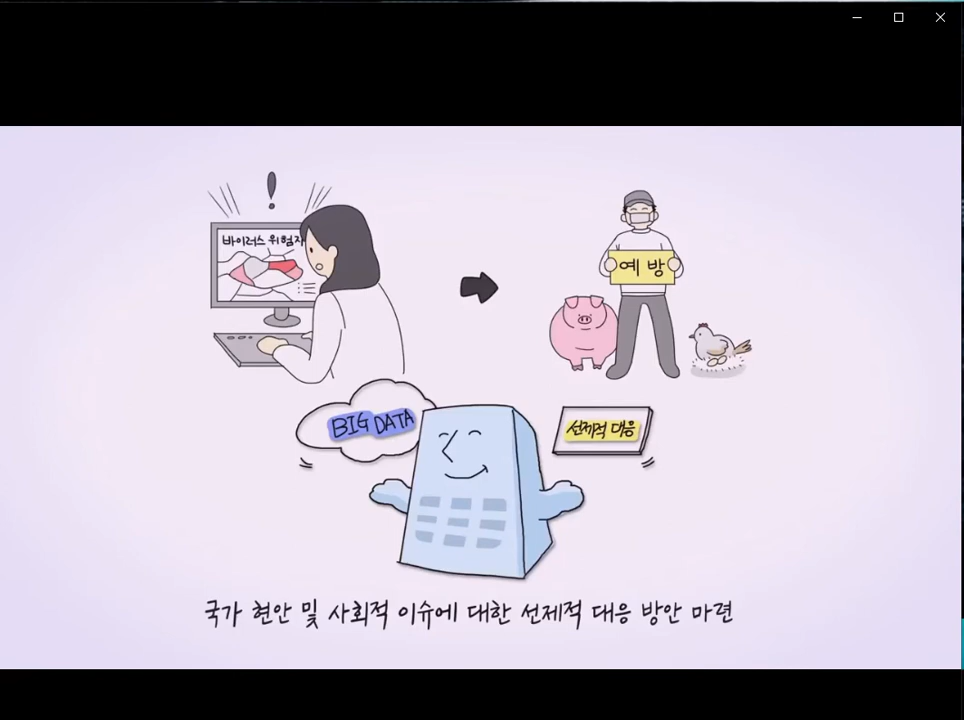 !
바이러스 위험지
예방
BIG DATA
선제적 대응
국가 현안 및 사회적 이슈에 대한 선제적 대응 방안 마련